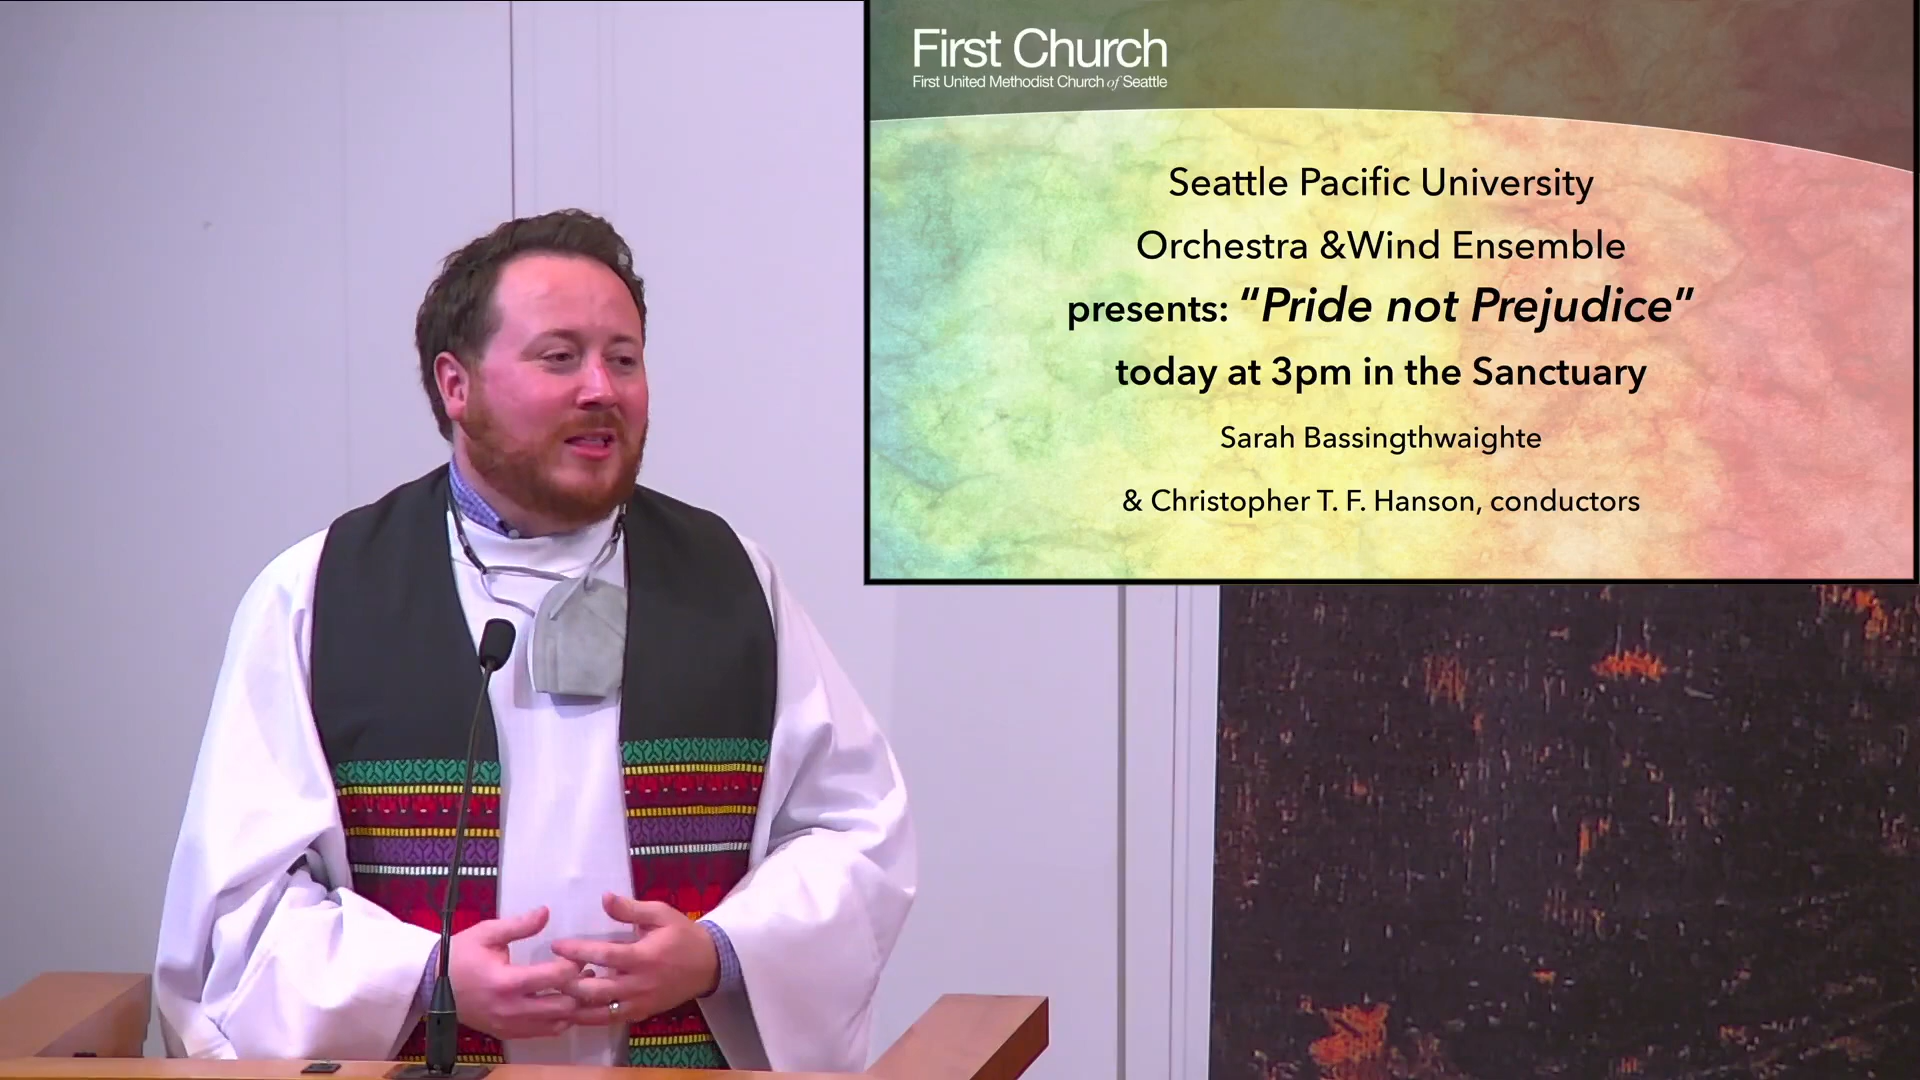 First Church
First United Methodist Church of Seattle
Seattle Pacific University
Orchestra &Wind Ensemble
presents: “Pride not Prejudice”
today at 3pm in the Sanctuary
Sarah Bassingthwaighte
& Christopher T. F. Hanson, conductors